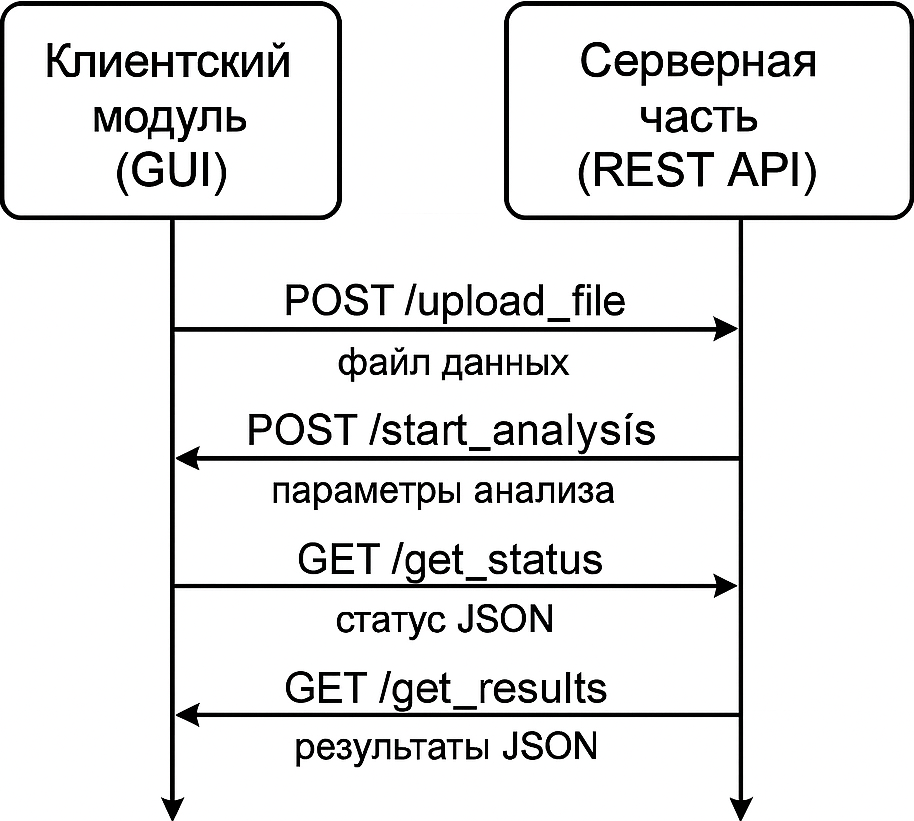 Клиентский
модуль
(GUI)
Серверная
часть
(REST API)
POST /upload_file
файл данных
POST /start_analysís
параметры анализа
GET /get_status
статус JSON
GET /get_results
результаты JSON